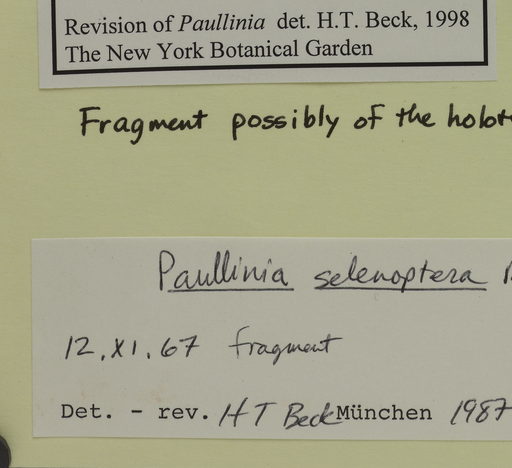 Revision of Paullinia det. H.T. Beck, 1998
The New York Botanical Garden
Fragment possibly of the holot
Paullinia selenoptera
12.XI.67 fragment
Det. - rev. H T Beck München 1987